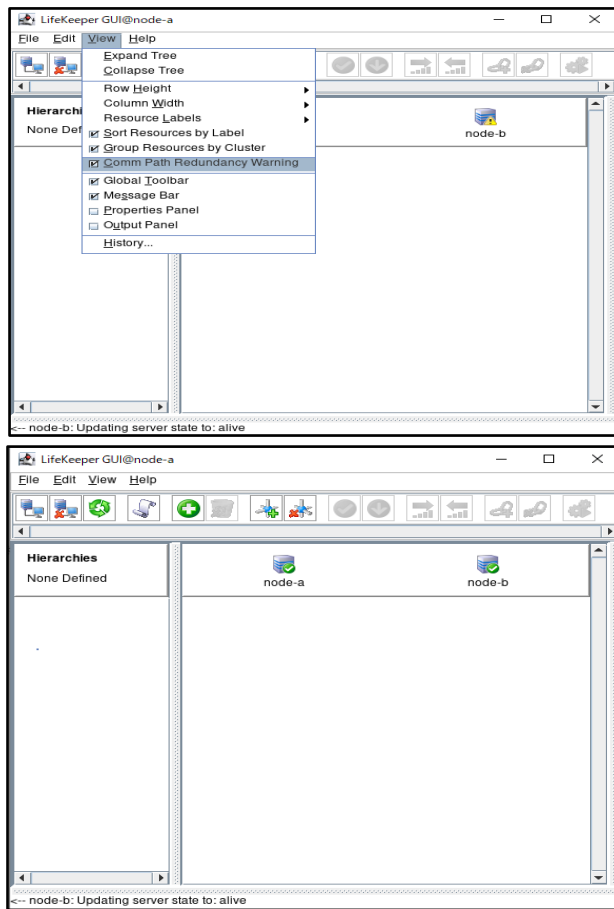 LifeKeeper GUI@node-a
File Edit View Help
Expand Tree
Collapse Tree
Row Height
Column Width
Resource Labels
Sort Resources by Label
Group Resources by Cluster
Comm Path Redundancy Warning
Global Toolbar
Message Bar
Properties Panel
Output Panel
History...
Hierarchi
None Def
node-b
<-- node-b: Updating server state to: alive
LifeKeeper GUI@node-a
File Edit View Help
Hierarchies
None Defined
node-a
node-b
<-- node-b: Updating server state to: alive